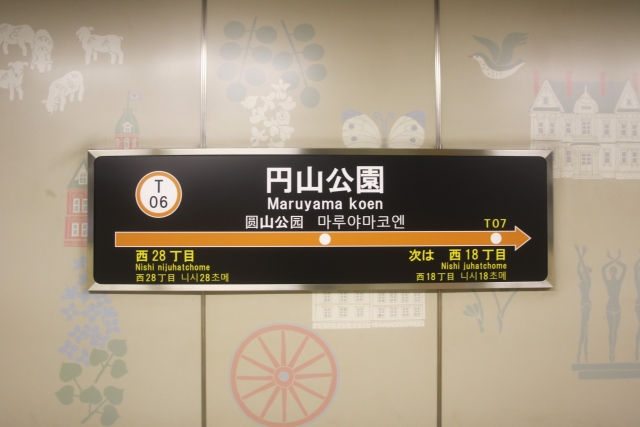 T
06
円山公園
Maruyama koen
圆山公园 마루야마코엔
T07
西 28 丁目
Nishi nijuhatchome
西28丁目 니시28초메
次は 西 18 丁目
Nishi juhatchome
西18丁目 니시18초메